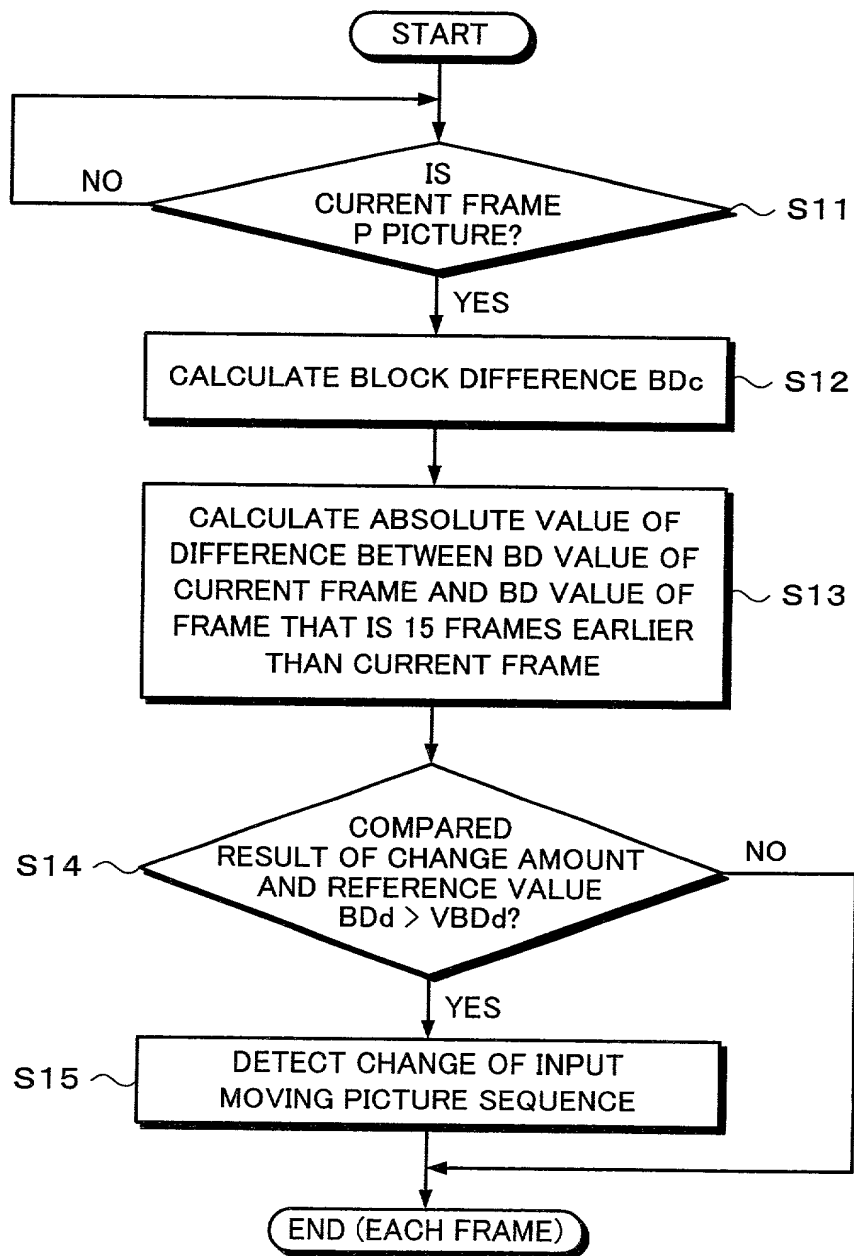 START
NO
IS
CURRENT FRAME
P PICTURE?
S11
YES
CALCULATE BLOCK DIFFERENCE BDc
S12
CALCULATE ABSOLUTE VALUE OF
DIFFERENCE BETWEEN BD VALUE OF
CURRENT FRAME AND BD VALUE OF
FRAME THAT IS 15 FRAMES EARLIER
THAN CURRENT FRAME
S13
S14
COMPARED
RESULT OF CHANGE AMOUNT
AND REFERENCE VALUE
BDd > VBDd?
NO
YES
S15
DETECT CHANGE OF INPUT
MOVING PICTURE SEQUENCE
END (EACH FRAME)